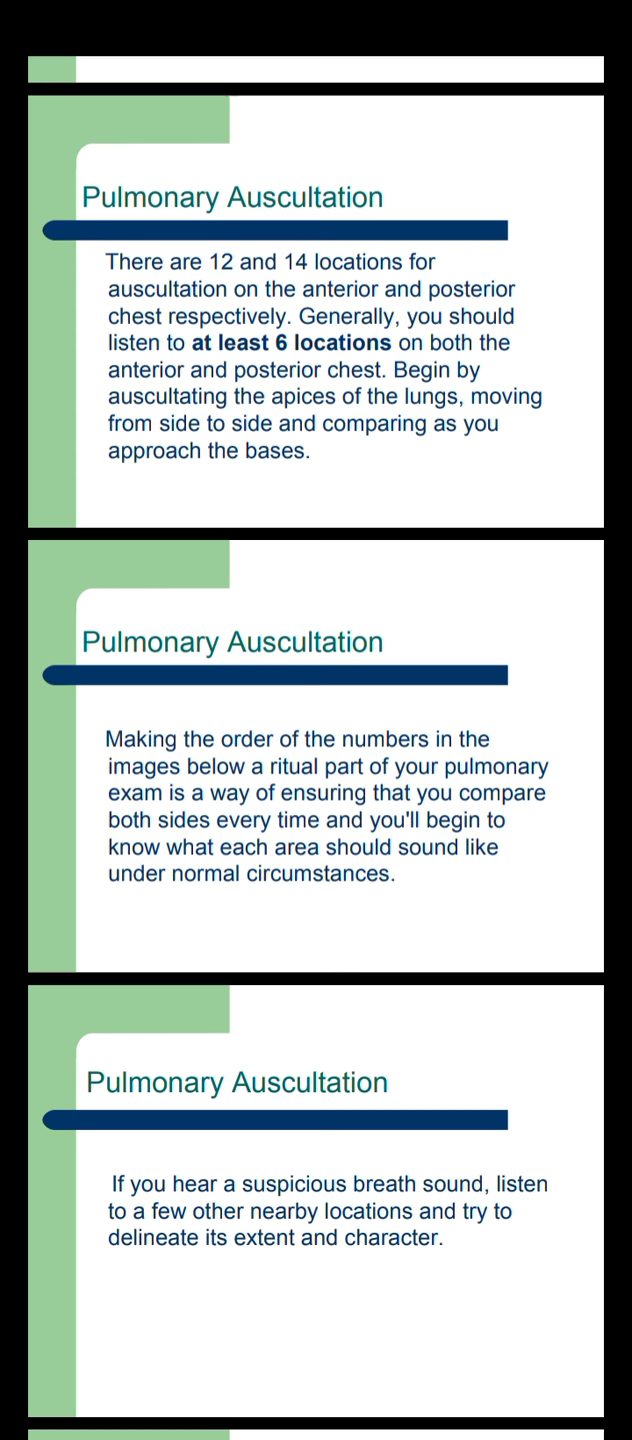 Pulmonary Auscultation
There are 12 and 14 locations for
auscultation on the anterior and posterior
chest respectively. Generally, you should
listen to at least 6 locations on both the
anterior and posterior chest. Begin by
auscultating the apices of the lungs, moving
from side to side and comparing as you
approach the bases.
Pulmonary Auscultation
Making the order of the numbers in the
images below a ritual part of your pulmonary
exam is a way of ensuring that you compare
both sides every time and you'll begin to
know what each area should sound like
under normal circumstances.
Pulmonary Auscultation
If you hear a suspicious breath sound, listen
to a few other nearby locations and try to
delineate its extent and character.